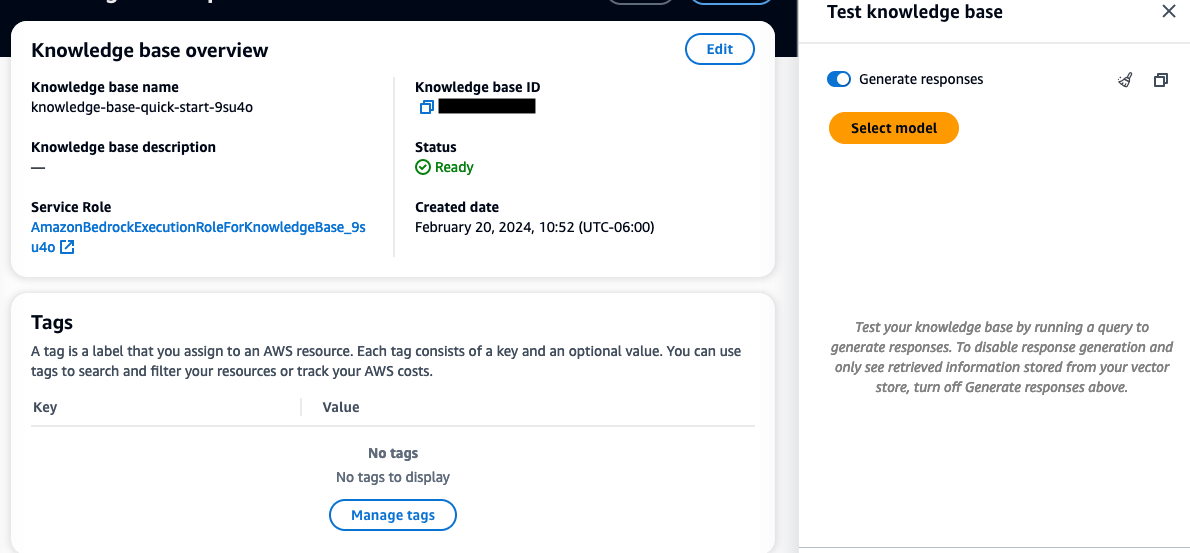 Knowledge base overview
Edit
Knowledge base name
knowledge-base-quick-start-9su4o
Knowledge base description
—
Service Role
AmazonBedrockExecutionRoleForKnowledgeBase_9s
u4o
Knowledge base ID
Status
Ready
Created date
February 20, 2024, 10:52 (UTC-06:00)
Tags
A tag is a label that you assign to an AWS resource. Each tag consists of a key and an optional value. You can use
tags to search and filter your resources or track your AWS costs.
Key
Value
No tags
No tags to display
Manage tags
Test knowledge base
Generate responses
Select model
Test your knowledge base by running a query to
generate responses. To disable response generation and
only see retrieved information stored from your vector
store, turn off Generate responses above.